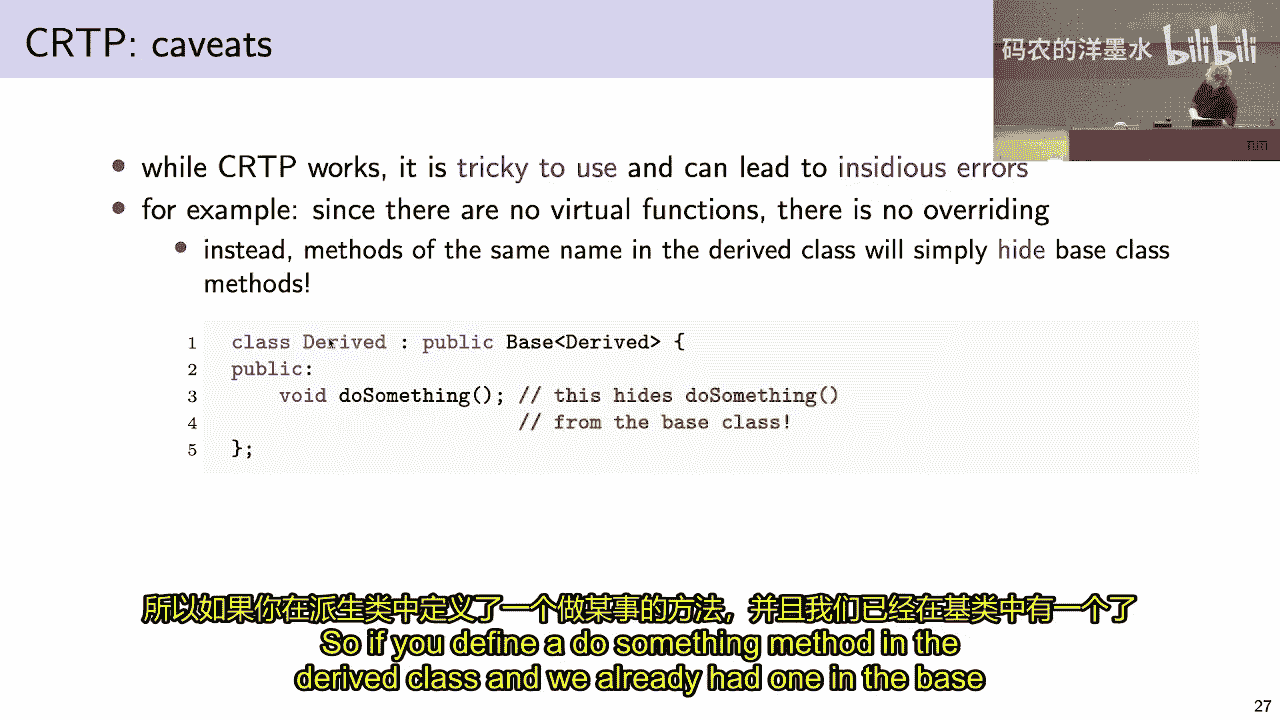 CRTP: caveats
码农的洋墨水 bilibili
• while CRTP works, it is tricky to use and can lead to insidious errors
• for example: since there are no virtual functions, there is no overriding
• instead, methods of the same name in the derived class will simply hide base class
methods!
1 class Derived : public Base<Derived> {
2 public:
3 void doSomething(); // this hides doSomething()
4 // from the base class!
5 };
所以如果你在派生类中定义了一个做某事的方法，并且我们已经在基类中有一个了
So if you define a do something method in the
derived class and we already had one in the base
27